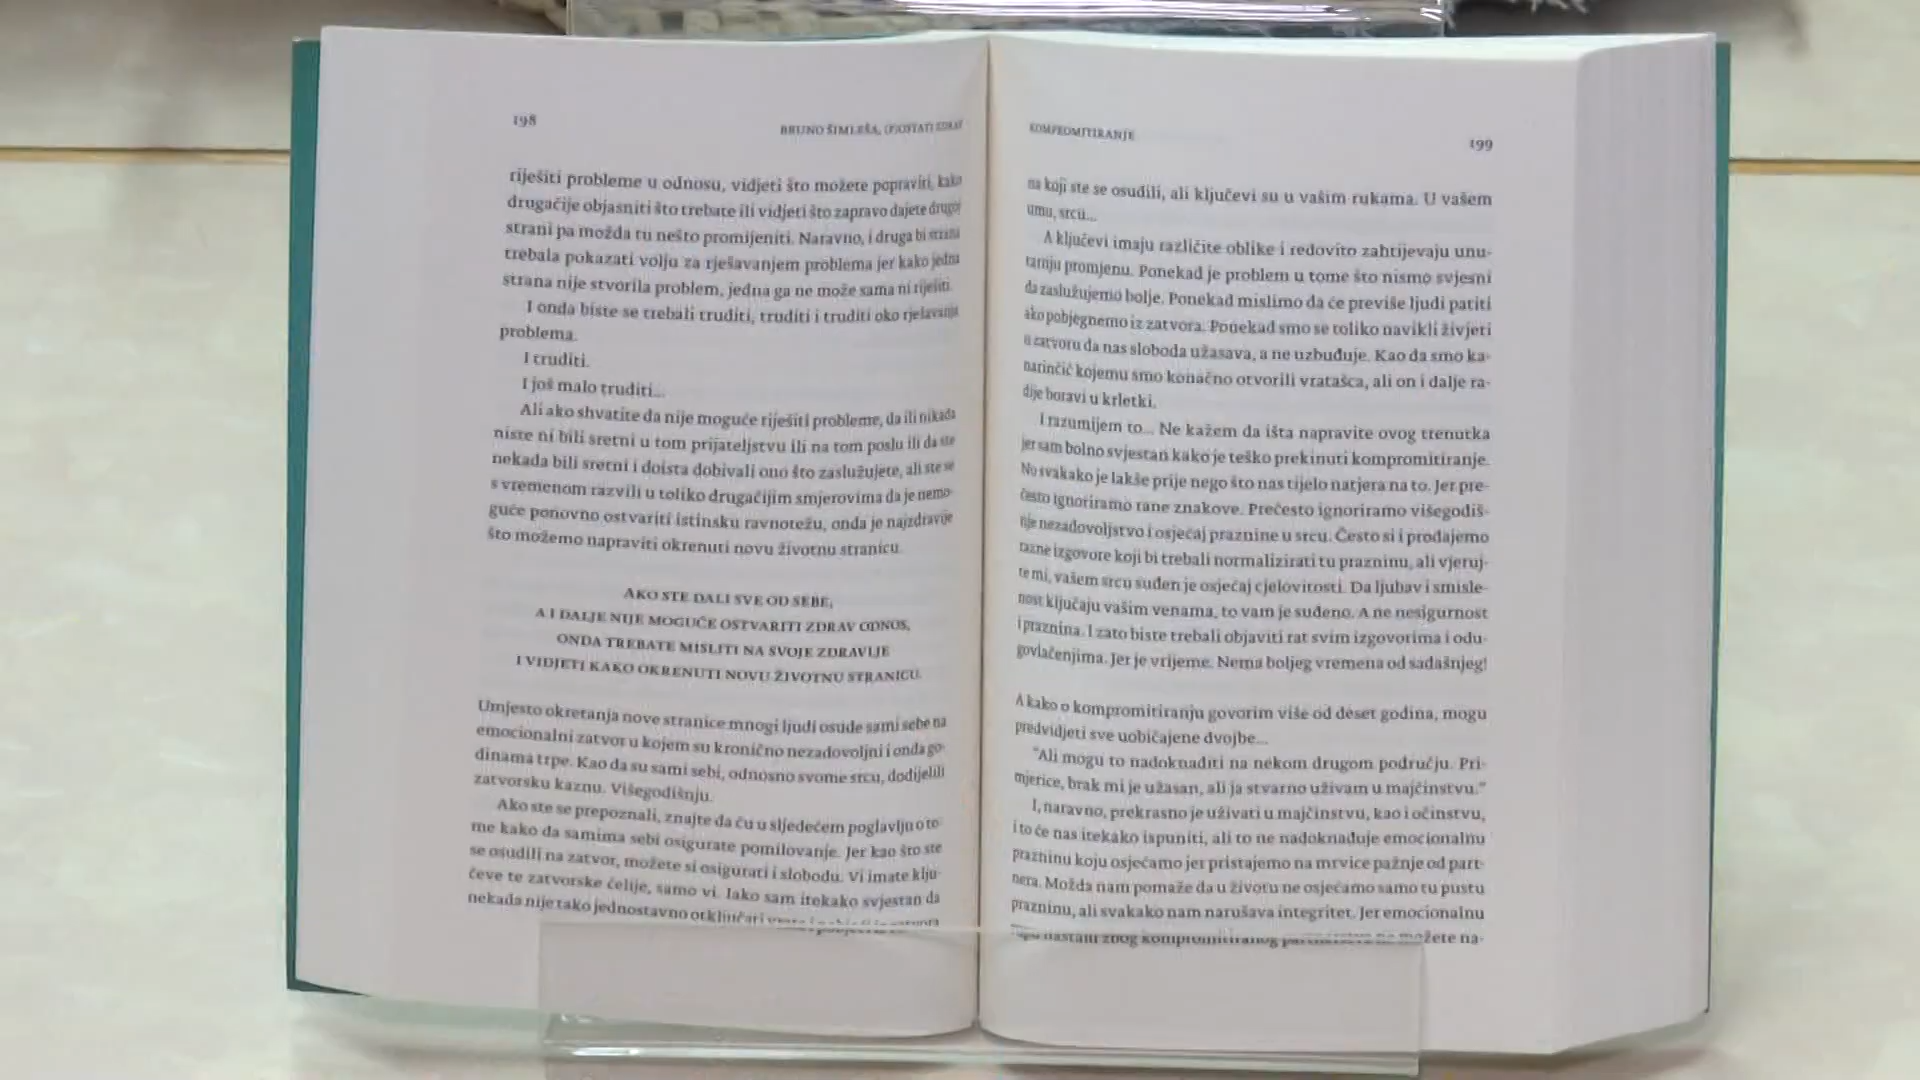 198
BRUNO ŠIMLEŠA, (P)OSTATI ZDRAV
riješiti probleme u odnosu, vidjeti što možete popraviti, kako
drugačije objasniti što trebate ili vidjeti što zapravo dajete drugoj
strani pa možda tu nešto promijeniti. Naravno, i druga bi strana
trebala pokazati volju za rješavanjem problema jer kako jedna
strana nije stvorila problem, jedna ga ne može sama ni riješiti.
I onda biste se trebali truditi, truditi i truditi oko rješavanja
problema.
I truditi.
I još malo truditi...
Ali ako shvatite da nije moguće riješiti probleme, da ili nikada
niste ni bili sretni u tom prijateljstvu ili na tom poslu ili da ste
nekada bili sretni i doista dobivali ono što zaslužujete, ali ste se
s vremenom razvili u toliko drugačijim smjerovima da je nemo-
guće ponovno ostvariti istinsku ravnotežu, onda je najzdravije
što možemo napraviti okrenuti novu životnu stranicu.
AKO STE DALI SVE OD SEBE,
A I DALJE NIJE MOGUĆE OSTVARITI ZDRAV ODNOS,
ONDA TREBATE MISLITI NA SVOJE ZDRAVLJE
I VIDJETI KAKO OKRENUTI NOVU ŽIVOTNU STRANICU.
Umjesto okretanja nove stranice mnogi ljudi osude sami sebe na
emocionalni zatvor u kojem su kronično nezadovoljni i onda go-
dinama trpe. Kao da su sami sebi, odnosno svome srcu, dodijelili
zatvorsku kaznu. Višegodišnju.
Ako ste se prepoznali, znajte da ću u sljedećem poglavlju o to-
me kako da samima sebi osigurate pomilovanje. Jer kao što ste
se osudili na zatvor, možete si osigurati i slobodu. Vi imate klju-
čeve te zatvorske ćelije, samo vi. Iako sam itekako svjestan da
nekada nije tako jednostavno otključati
KOMPROMITIRANJE
199
na koji ste se osudili, ali ključevi su u vašim rukama. U vašem
umu, srcu...
A ključevi imaju različite oblike i redovito zahtijevaju unu-
tarnju promjenu. Ponekad je problem u tome što nismo svjesni
da zaslužujemo bolje. Ponekad mislimo da će previše ljudi patiti
ako pobjegnemo iz zatvora. Ponekad smo se toliko navikli živjeti
u zatvoru da nas sloboda užasava, a ne uzbuđuje. Kao da smo ka-
narinčić kojemu smo konačno otvorili vratašca, ali on i dalje ra-
dije boravi u krletki.
I razumijem to... Ne kažem da išta napravite ovog trenutka
jer sam bolno svjestan kako je teško prekinuti kompromitiranje.
No svakako je lakše prije nego što nas tijelo natjera na to. Jer pre-
često ignoriramo rane znakove. Prečesto ignoriramo višegodiš-
nje nezadovoljstvo i osjećaj praznine u srcu. Često si i prodajemo
razne izgovore koji bi trebali normalizirati tu prazninu, ali vjeruj-
te mi, vašem srcu suđen je osjećaj cjelovitosti. Da ljubav i smisle-
nost ključaju vašim venama, to vam je suđeno. A ne nesigurnost
i praznina. I zato biste trebali objaviti rat svim izgovorima i odu-
govlačenjima. Jer je vrijeme. Nema boljeg vremena od sadašnjeg!
A kako o kompromitiranju govorim više od deset godina, mogu
predvidjeti sve uobičajene dvojbe...
"Ali mogu to nadoknaditi na nekom drugom području. Pri-
mjerice, brak mi je užasan, ali ja stvarno uživam u majčinstvu."
I, naravno, prekrasno je uživati u majčinstvu, kao i očinstvu,
i to će nas itekako ispuniti, ali to ne nadoknađuje emocionalnu
prazninu koju osjećamo jer pristajemo na mrvice pažnje od part-
nera. Možda nam pomaže da u životu ne osjećamo samo tu pustu
prazninu, ali svakako nam narušava integritet. Jer emocionalnu
rupu nastalu zbog kompromitiranog možete na-